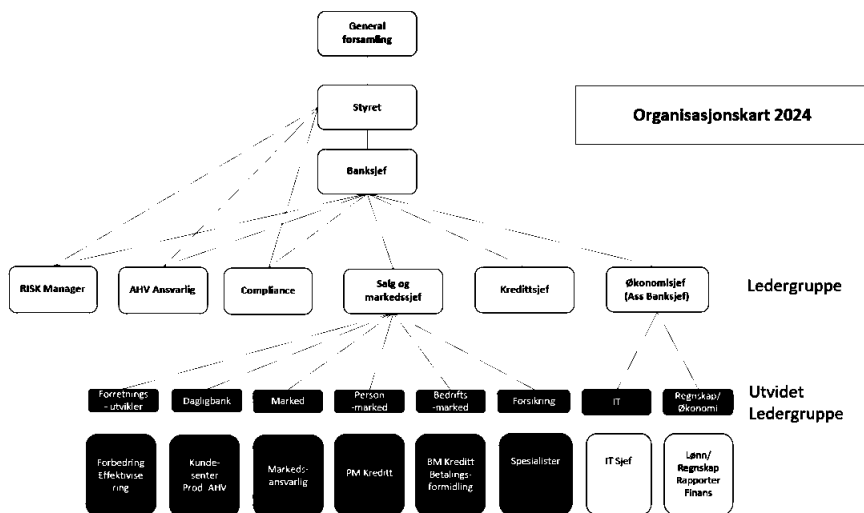 General
forsamling
Styret
Organisasjonskart 2024
Banksjef
RISK Manager
AHV Ansvarlig
Compliance
Salg og
markedssjef
Kredittsjef
Økonomisjef
(Ass Banksjef)
Ledergruppe
Forretnings
-utvikler
Dagligbank
Marked
Person
-marked
Bedrifts
-marked
Forsikring
IT
Regnskap/
Økonomi
Utvidet
Ledergruppe
Forbedring
Effektivise
ring
Kunde-
senter
Prod AHV
Markeds-
ansvarlig
PM Kreditt
BM Kreditt
Betalings-
formidling
Spesialister
IT Sjef
Lønn/
Regnskap
Rapporter
Finans